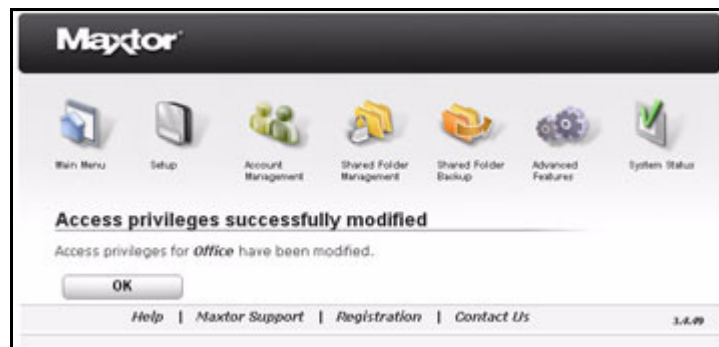 Maxtor
Main Menu
Setup
Account Management
Shared Folder Management
Shared Folder Backup
Advanced Features
System Status
Access privileges successfully modified
Access privileges for Office have been modified.
OK
Help | Maxtor Support | Registration | Contact Us